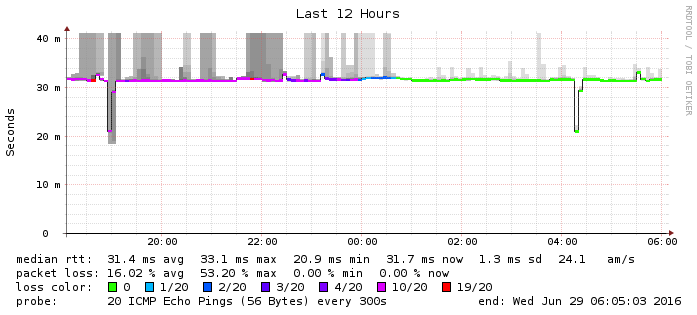 Last 12 Hours
RRDTOOL / TOBI OETIKER
Seconds
40 m
30 m
20 m
10 m
0
20:00 22:00 00:00 02:00 04:00 06:00
median rtt: 31.4 ms avg 33.1 ms max 20.9 ms min 31.7 ms now 1.3 ms sd 24.1 am/s
packet loss: 16.02 % avg 53.20 % max 0.00 % min 0.00 % now
loss color: 0 1/20 2/20 3/20 4/20 10/20 19/20
probe: 20 ICMP Echo Pings (56 Bytes) every 300s end: Wed Jun 29 06:05:03 2016